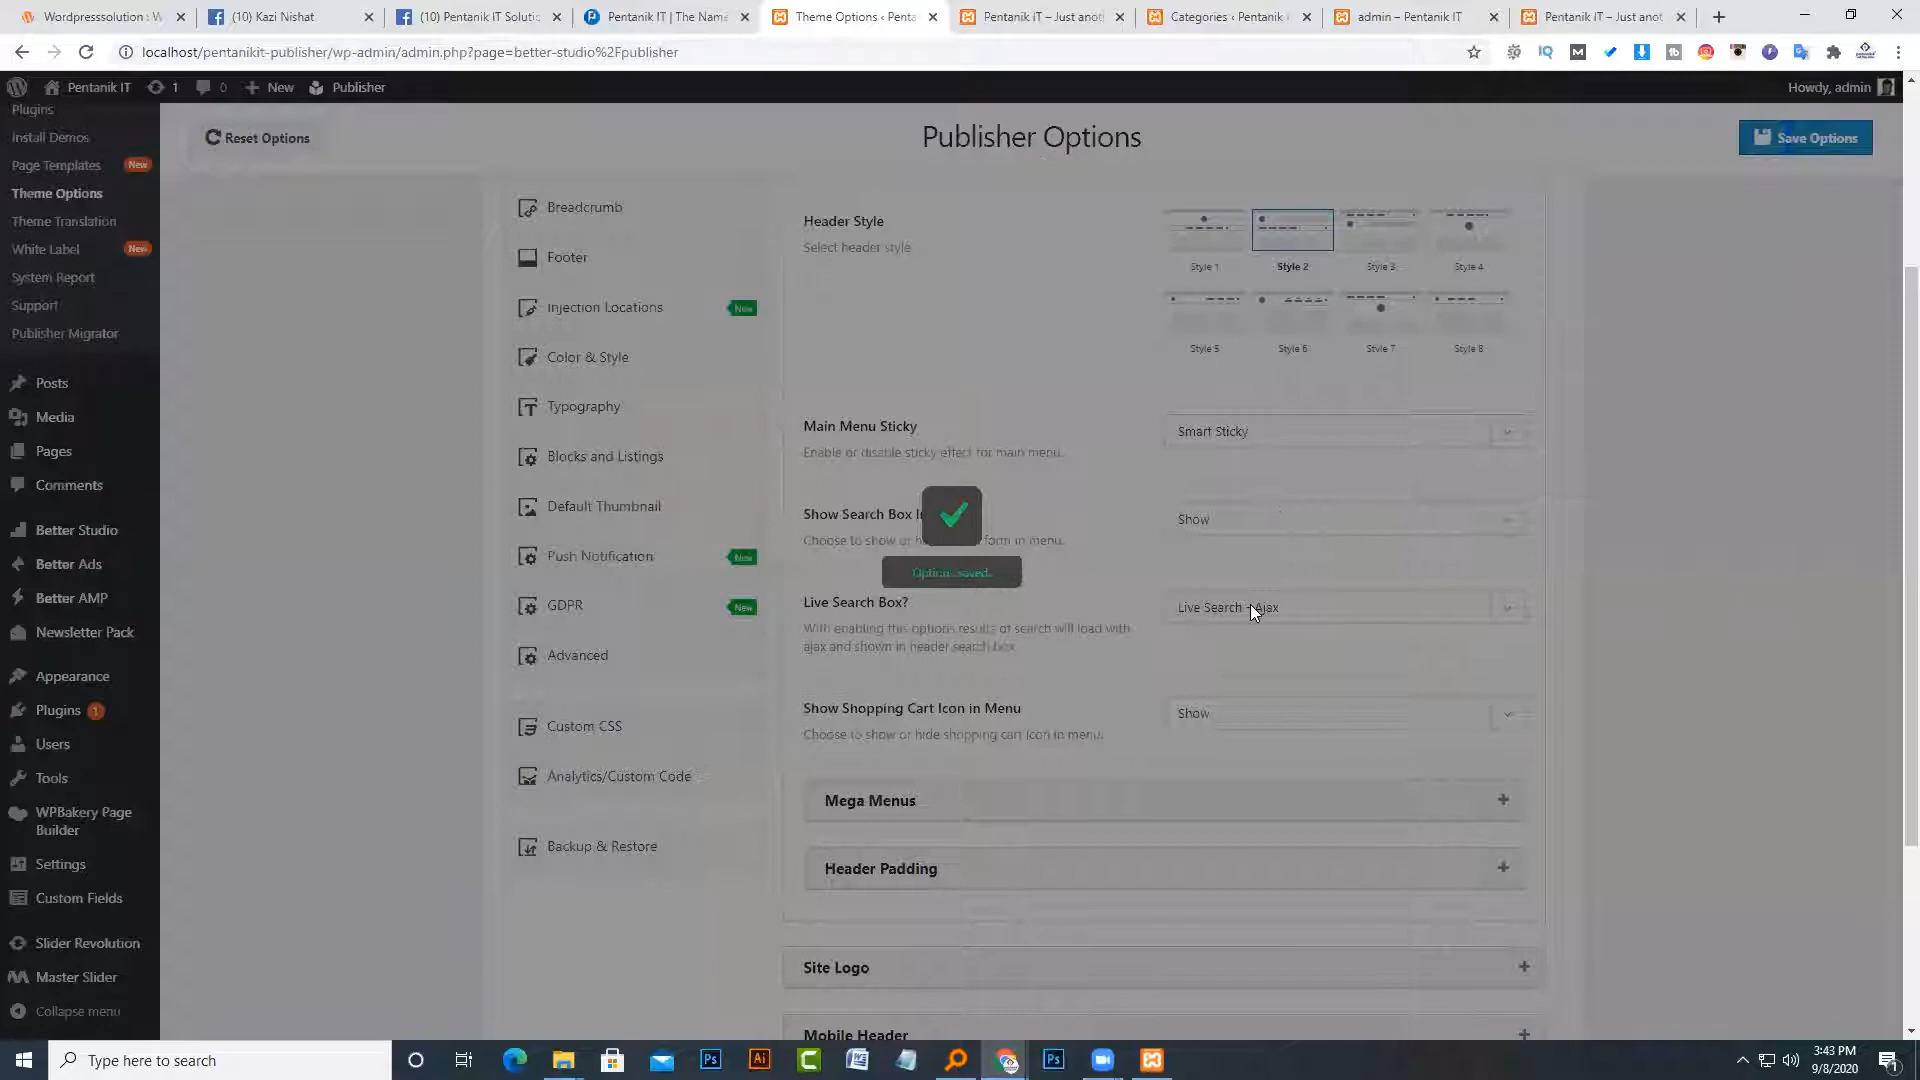 Wordpresssolution : W
(10) Kazi Nishat
(10) Pentanik IT Solutio
Pentanik IT | The Name
Theme Options ‹ Penta
Pentanik iT – Just anot
Categories ‹ Pentanik i
admin – Pentanik IT
Pentanik iT – Just anot
localhost/pentanikit-publisher/wp-admin/admin.php?page=better-studio%2Fpublisher
Pentanik IT
1
0
New
Publisher
Howdy, admin
Plugins
Install Demos
Page Templates New
Theme Options
Theme Translation
White Label New
System Report
Support
Publisher Migrator
Posts
Media
Pages
Comments
Better Studio
Better Ads
Better AMP
Newsletter Pack
Appearance
Plugins 1
Users
Tools
WPBakery Page
Builder
Settings
Custom Fields
Slider Revolution
Master Slider
Collapse menu
Reset Options
Publisher Options
Save Options
Breadcrumb
Footer
Injection Locations New
Color & Style
Typography
Blocks and Listings
Default Thumbnail
Push Notification New
GDPR New
Advanced
Custom CSS
Analytics/Custom Code
Backup & Restore
Header Style
Select header style
Style 1
Style 2
Style 3
Style 4
Style 5
Style 6
Style 7
Style 8
Main Menu Sticky
Enable or disable sticky effect for main menu.
Smart Sticky
Show Search Box
Choose to show or form in menu.
Show
Options saved.
Live Search Box?
With enabling this options results of search will load with
ajax and shown in header search box.
Live Search - Ajax
Show Shopping Cart Icon in Menu
Choose to show or hide shopping cart icon in menu.
Show
Mega Menus
Header Padding
Site Logo
Mobile Header
Type here to search
3:43 PM
9/8/2020
1